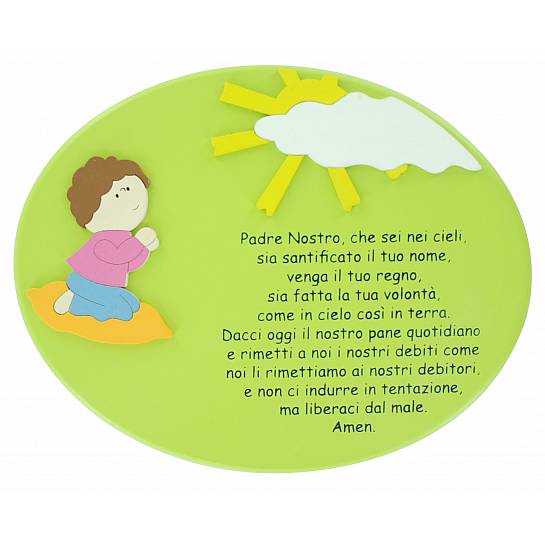 Padre Nostro, che sei nei cieli,
sia santificato il tuo nome,
venga il tuo regno,
sia fatta la tua volontà,
come in cielo così in terra.
Dacci oggi il nostro pane quotidiano
e rimetti a noi i nostri debiti come
noi li rimettiamo ai nostri debitori,
e non ci indurre in tentazione,
ma liberaci dal male.
Amen.